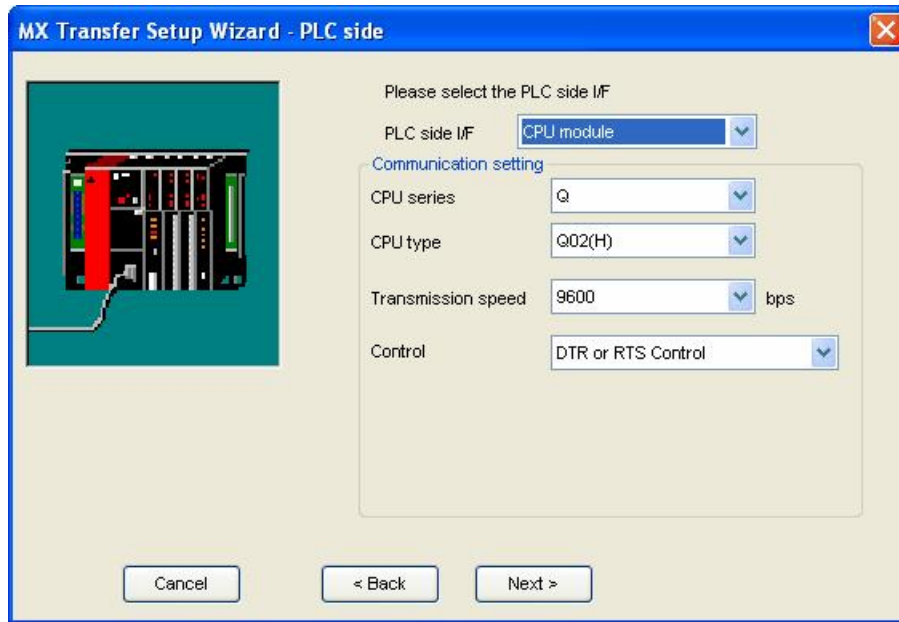 MX Transfer Setup Wizard - PLC side
Please select the PLC side I/F
PLC side I/F CPU module
Communication setting
CPU series Q
CPU type Q02(H)
Transmission speed 9600 bps
Control DTR or RTS Control
Cancel < Back Next >